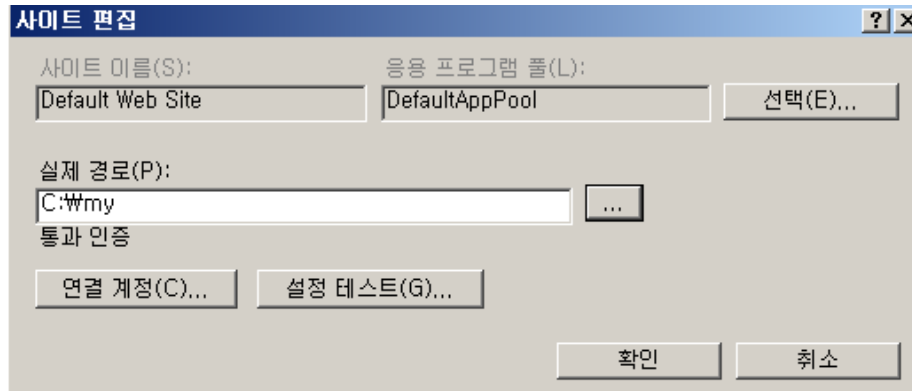 사이트 편집
사이트 이름(S): 응용 프로그램 풀(L):
Default Web Site DefaultAppPool 선택(E)...
실제 경로(P):
C:₩my ...
통과 인증
연결 계정(C)... 설정 테스트(G)...
확인 취소